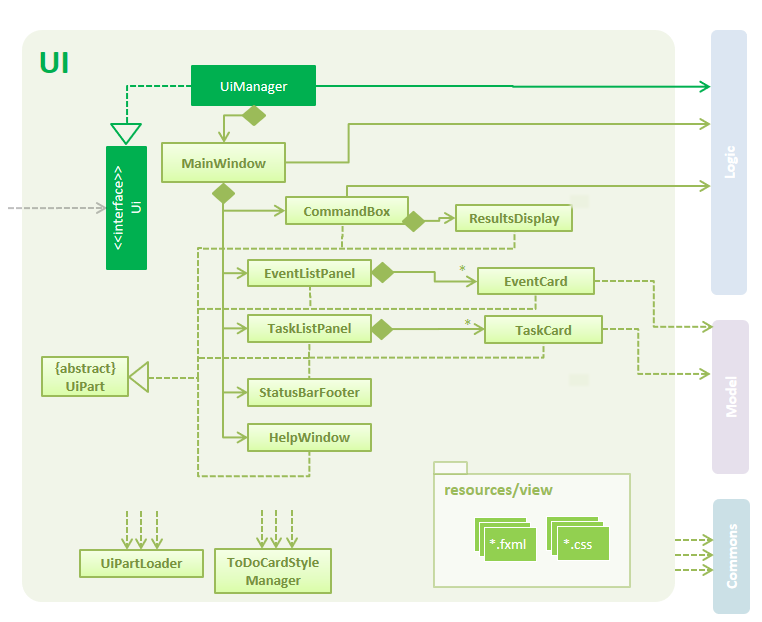 UI
UiManager
MainWindow
<<interface>>
Ui
CommandBox
ResultsDisplay
Logic
EventListPanel
*
EventCard
TaskListPanel
*
TaskCard
{abstract}
UiPart
StatusBarFooter
Model
HelpWindow
resources/view
*.fxml
*.css
UiPartLoader
ToDoCardStyle
Manager
Commons